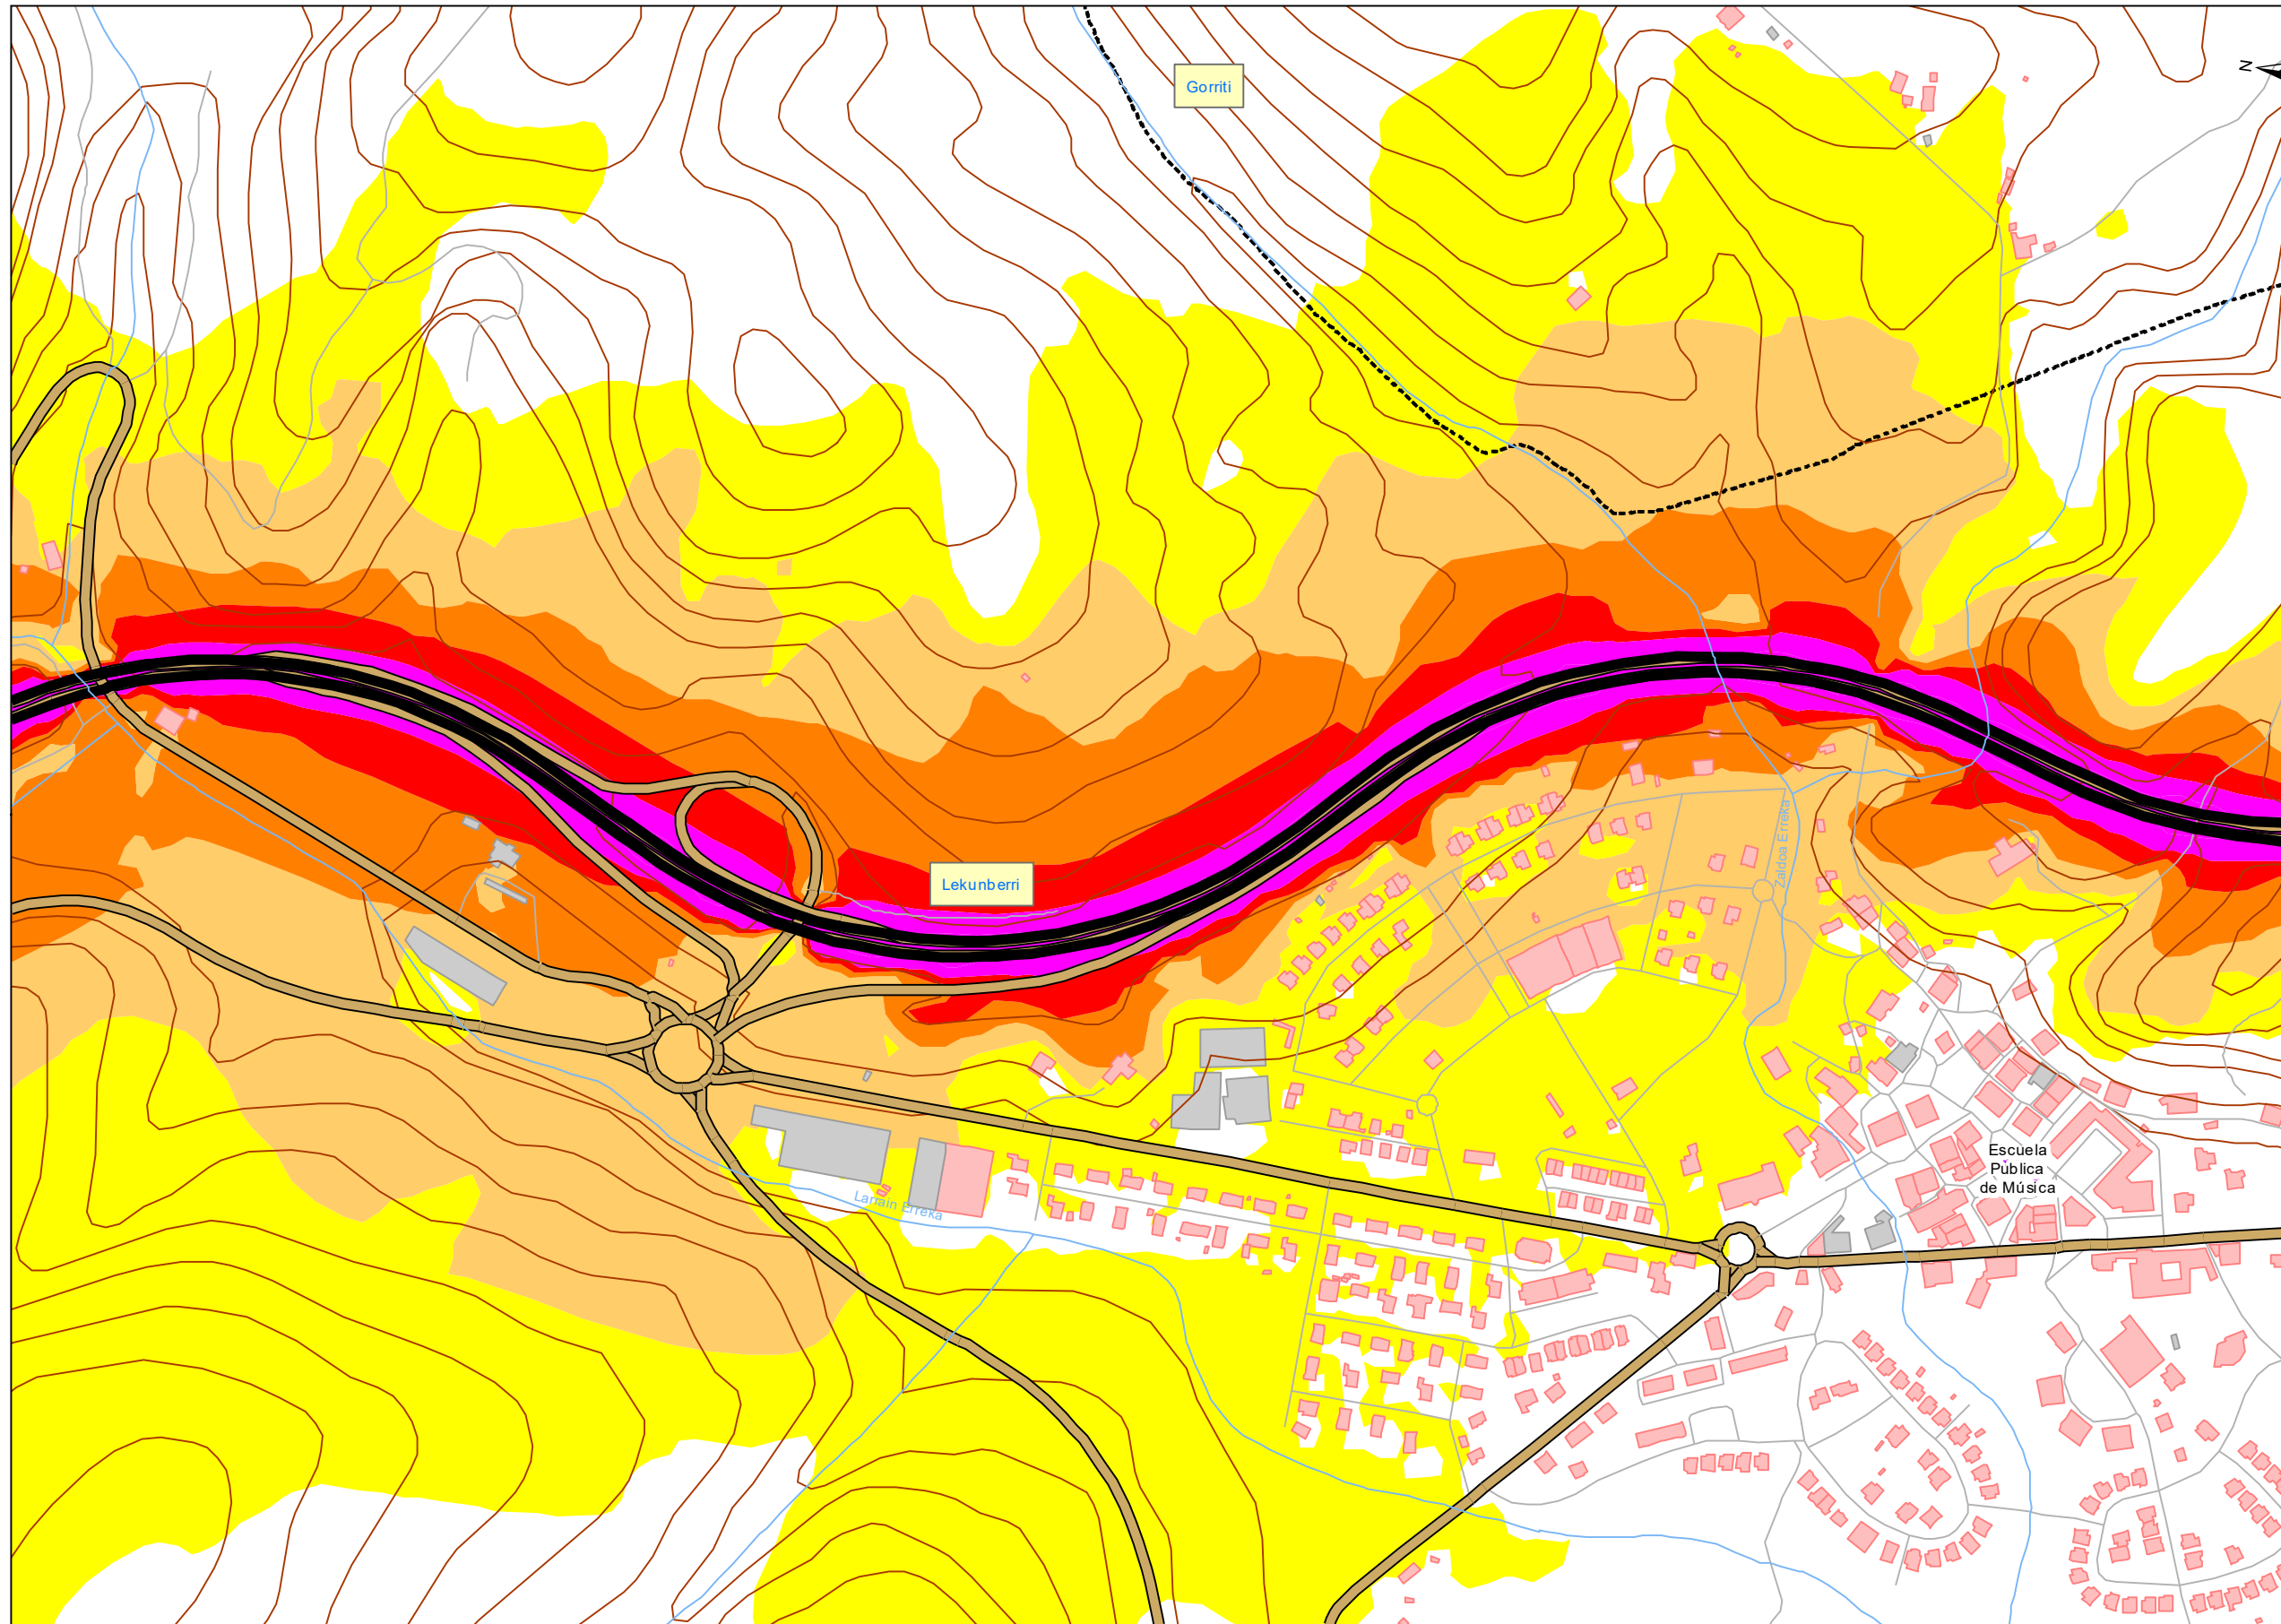 N
Gorriti
Lekunberri
Zaldoa Erreka
Escuela
Pública
de Música
Larrain Erreka